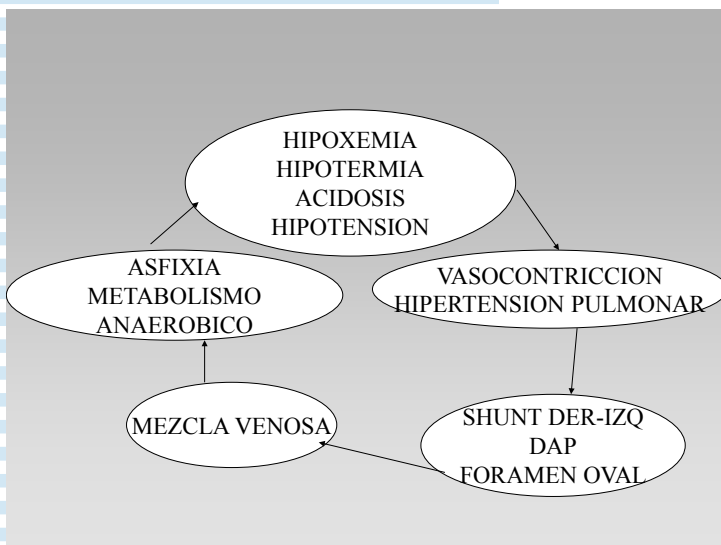 HIPOXEMIA
HIPOTERMIA
ACIDOSIS
HIPOTENSION
VASOCONTRICCION
HIPERTENSION PULMONAR
SHUNT DER-IZQ
DAP
FORAMEN OVAL
MEZCLA VENOSA
ASFIXIA
METABOLISMO
ANAEROBICO